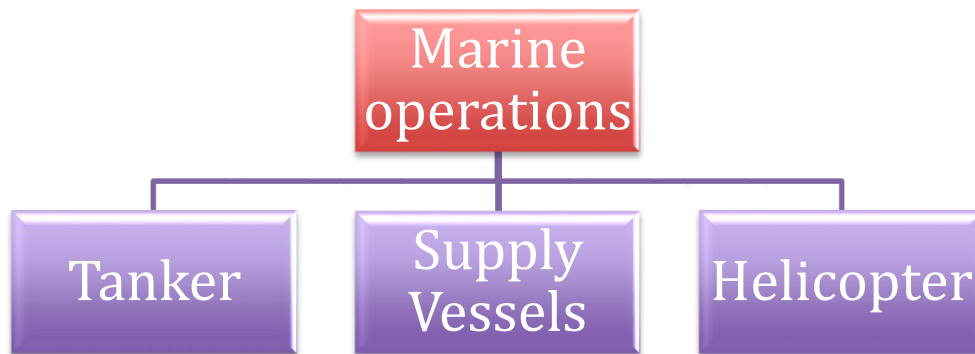 Marine
operations
Tanker
Supply
Vessels
Helicopter